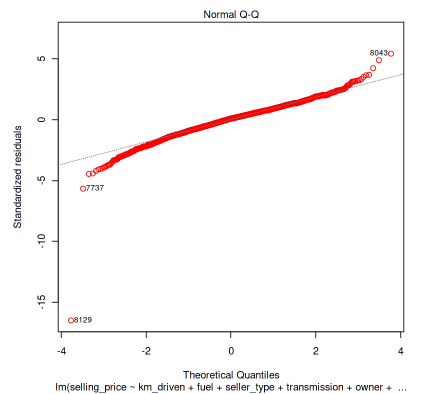 Normal Q-Q
8043
5
0
-5
-10
-15
7737
8129
Standardized residuals
-4 -2 0 2 4
Theoretical Quantiles
lm(selling_price ~ km_driven + fuel + seller_type + transmission + owner + ...